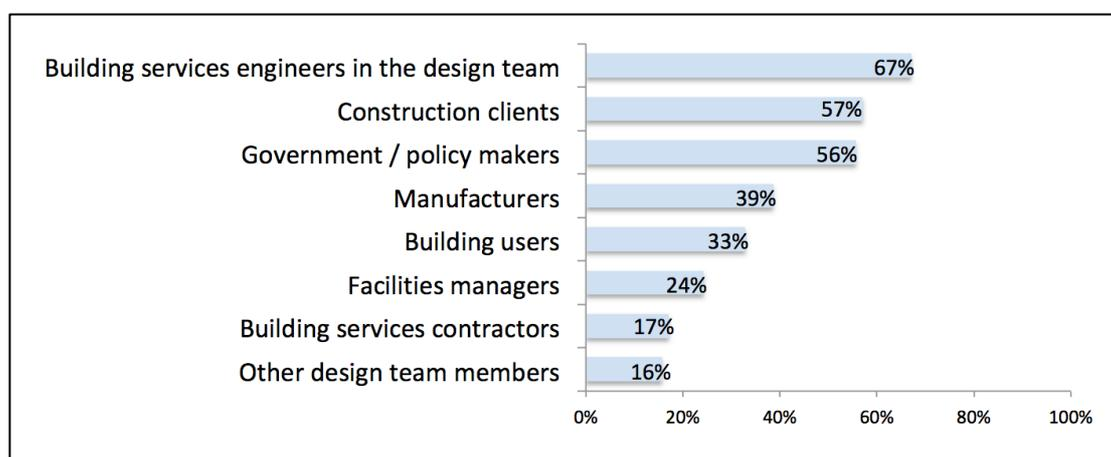 Building services engineers in the design team 67%
Construction clients 57%
Government / policy makers 56%
Manufacturers 39%
Building users 33%
Facilities managers 24%
Building services contractors 17%
Other design team members 16%
0% 20% 40% 60% 80% 100%